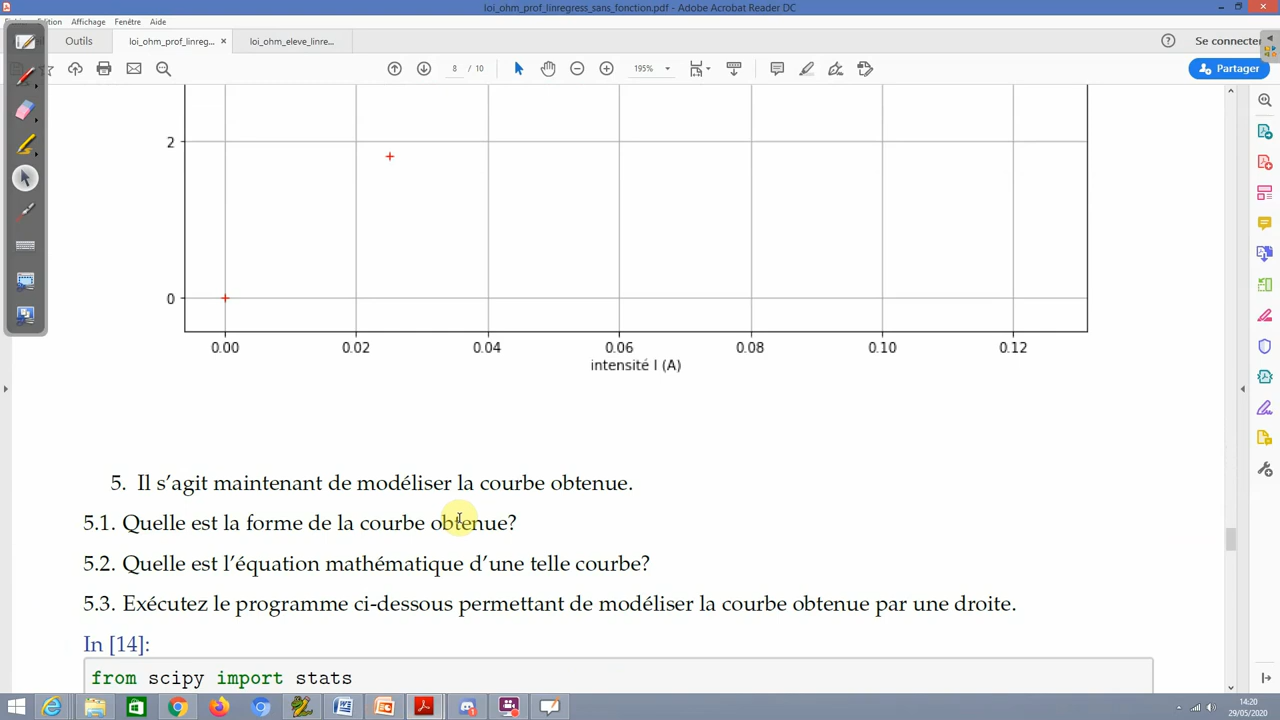 loi_ohm_prof_linregress_sans_fonction.pdf - Adobe Acrobat Reader DC
Edition Affichage Fenêtre Aide
Outils loi_ohm_prof_linregr... × loi_ohm_eleve_linre... Se connecter
8 / 10 195% Partager
2
0
0.00 0.02 0.04 0.06 0.08 0.10 0.12
intensité I (A)
5. Il s'agit maintenant de modéliser la courbe obtenue.
5.1. Quelle est la forme de la courbe obtenue?
5.2. Quelle est l'équation mathématique d'une telle courbe?
5.3. Exécutez le programme ci-dessous permettant de modéliser la courbe obtenue par une droite.
In [14]:
from scipy import stats
14:20
29/05/2020